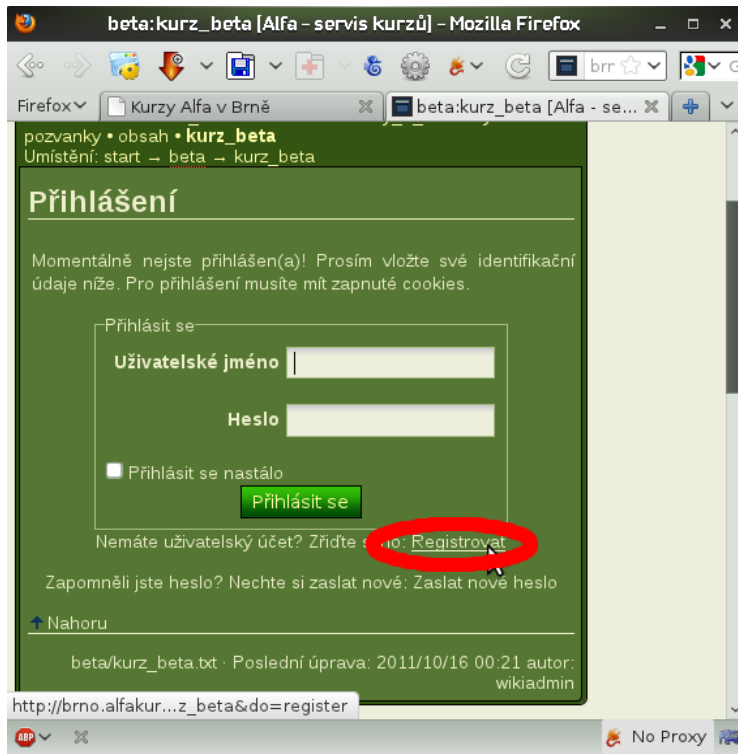 beta:kurz_beta [Alfa – servis kurzů] – Mozilla Firefox
brr
Firefox
Kurzy Alfa v Brně
beta:kurz_beta [Alfa - se...
pozvanky • obsah • kurz_beta
Umístění: start → beta → kurz_beta
Přihlášení
Momentálně nejste přihlášen(a)! Prosím vložte své identifikační
údaje níže. Pro přihlášení musíte mít zapnuté cookies.
Přihlásit se
Uživatelské jméno
Heslo
Přihlásit se nastálo
Přihlásit se
Nemáte uživatelský účet? Zřiďte si ho: Registrovat
Zapomněli jste heslo? Nechte si zaslat nové: Zaslat nové heslo
Nahoru
beta/kurz_beta.txt · Poslední úprava: 2011/10/16 00:21 autor:
wikiadmin
http://brno.alfakur...z_beta&do=register
ABP
No Proxy